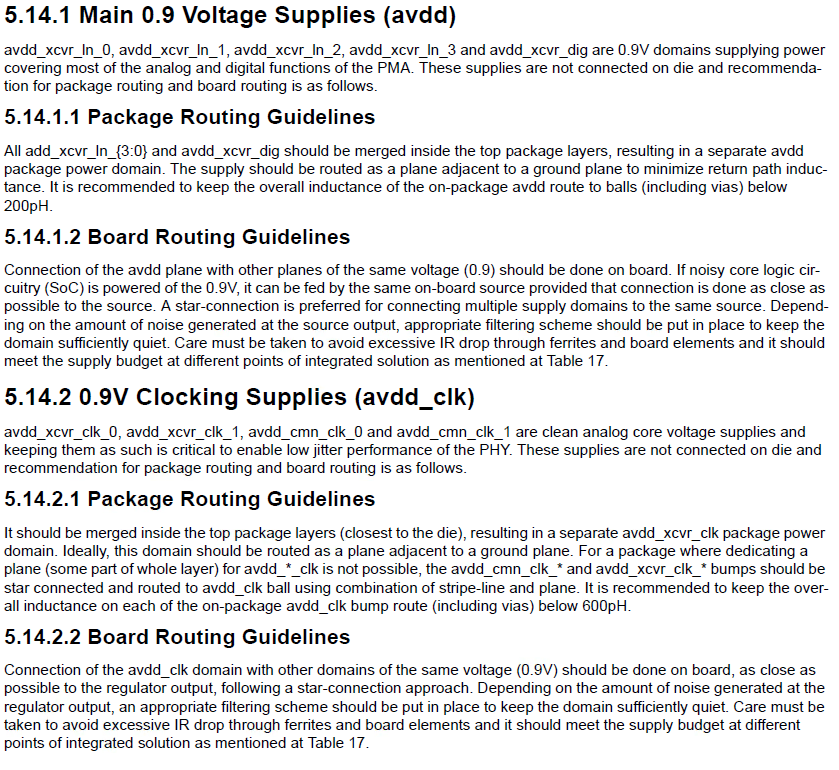 5.14.1 Main 0.9 Voltage Supplies (avdd)
avdd_xcvr_ln_0, avdd_xcvr_ln_1, avdd_xcvr_ln_2, avdd_xcvr_ln_3 and avdd_xcvr_dig are 0.9V domains supplying power
covering most of the analog and digital functions of the PMA. These supplies are not connected on die and recommenda-
tion for package routing and board routing is as follows.
5.14.1.1 Package Routing Guidelines
All add_xcvr_ln_{3:0} and avdd_xcvr_dig should be merged inside the top package layers, resulting in a separate avdd
package power domain. The supply should be routed as a plane adjacent to a ground plane to minimize return path induc-
tance. It is recommended to keep the overall inductance of the on-package avdd route to balls (including vias) below
200pH.
5.14.1.2 Board Routing Guidelines
Connection of the avdd plane with other planes of the same voltage (0.9) should be done on board. If noisy core logic cir-
cuitry (SoC) is powered of the 0.9V, it can be fed by the same on-board source provided that connection is done as close as
possible to the source. A star-connection is preferred for connecting multiple supply domains to the same source. Depend-
ing on the amount of noise generated at the source output, appropriate filtering scheme should be put in place to keep the
domain sufficiently quiet. Care must be taken to avoid excessive IR drop through ferrites and board elements and it should
meet the supply budget at different points of integrated solution as mentioned at Table 17.
5.14.2 0.9V Clocking Supplies (avdd_clk)
avdd_xcvr_clk_0, avdd_xcvr_clk_1, avdd_cmn_clk_0 and avdd_cmn_clk_1 are clean analog core voltage supplies and
keeping them as such is critical to enable low jitter performance of the PHY. These supplies are not connected on die and
recommendation for package routing and board routing is as follows.
5.14.2.1 Package Routing Guidelines
It should be merged inside the top package layers (closest to the die), resulting in a separate avdd_xcvr_clk package power
domain. Ideally, this domain should be routed as a plane adjacent to a ground plane. For a package where dedicating a
plane (some part of whole layer) for avdd_*_clk is not possible, the avdd_cmn_clk_* and avdd_xcvr_clk_* bumps should be
star connected and routed to avdd_clk ball using combination of stripe-line and plane. It is recommended to keep the over-
all inductance on each of the on-package avdd_clk bump route (including vias) below 600pH.
5.14.2.2 Board Routing Guidelines
Connection of the avdd_clk domain with other domains of the same voltage (0.9V) should be done on board, as close as
possible to the regulator output, following a star-connection approach. Depending on the amount of noise generated at the
regulator output, an appropriate filtering scheme should be put in place to keep the domain sufficiently quiet. Care must be
taken to avoid excessive IR drop through ferrites and board elements and it should meet the supply budget at different
points of integrated solution as mentioned at Table 17.